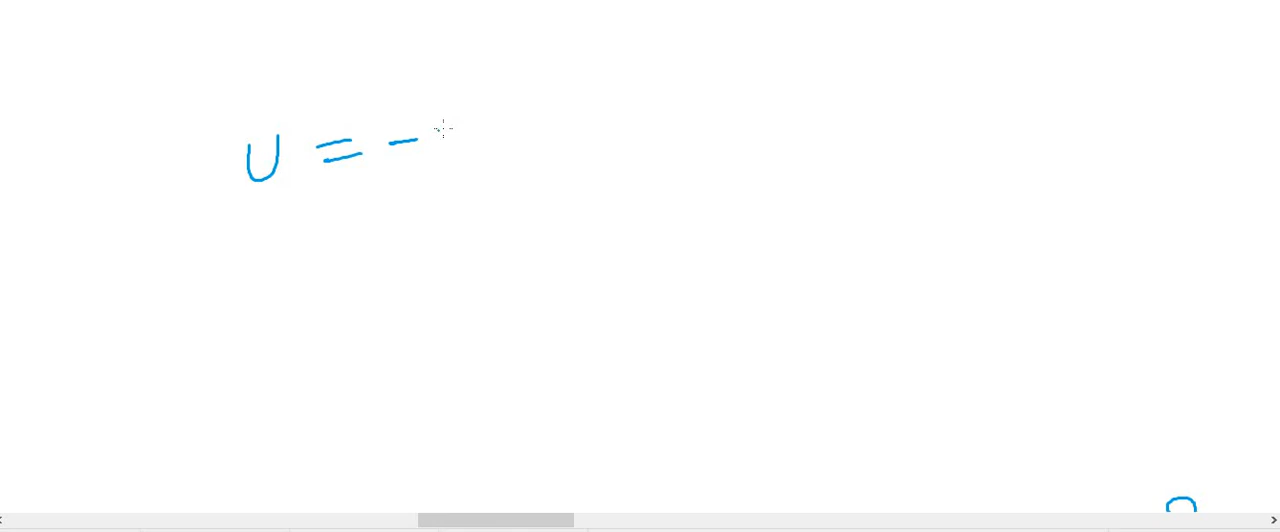 U = -